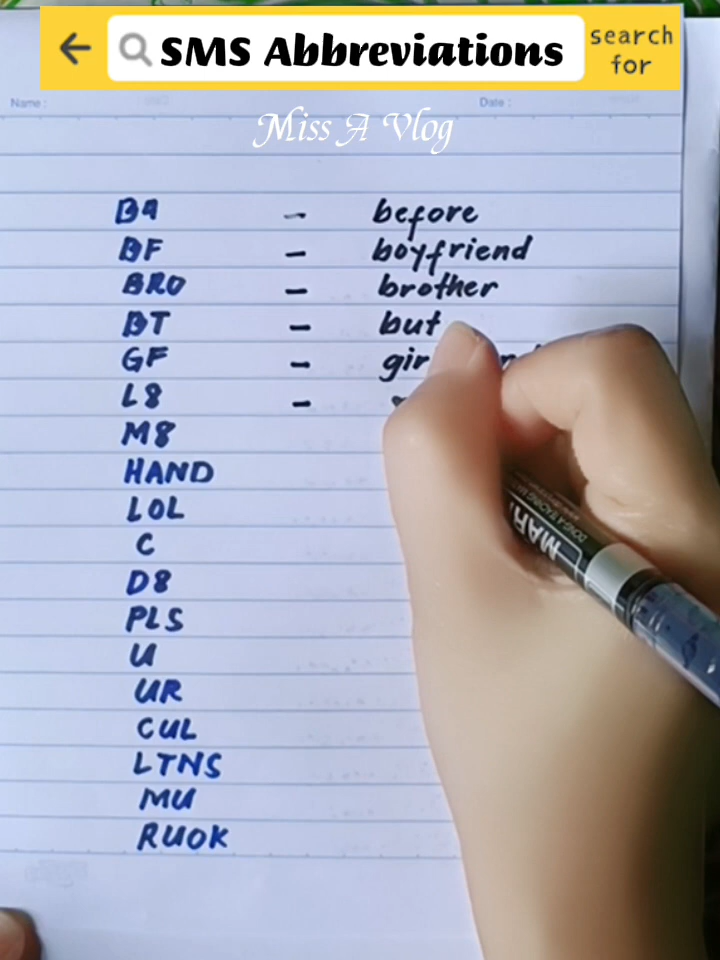 SMS Abbreviations
search for
Name :
Date :
Miss A Vlog
B4 - before
BF - boyfriend
BRO - brother
BT - but
GF -
L8 -
M8
HAND
LOL
C
D8
PLS
U
UR
CUL
LTNS
MU
RUOK